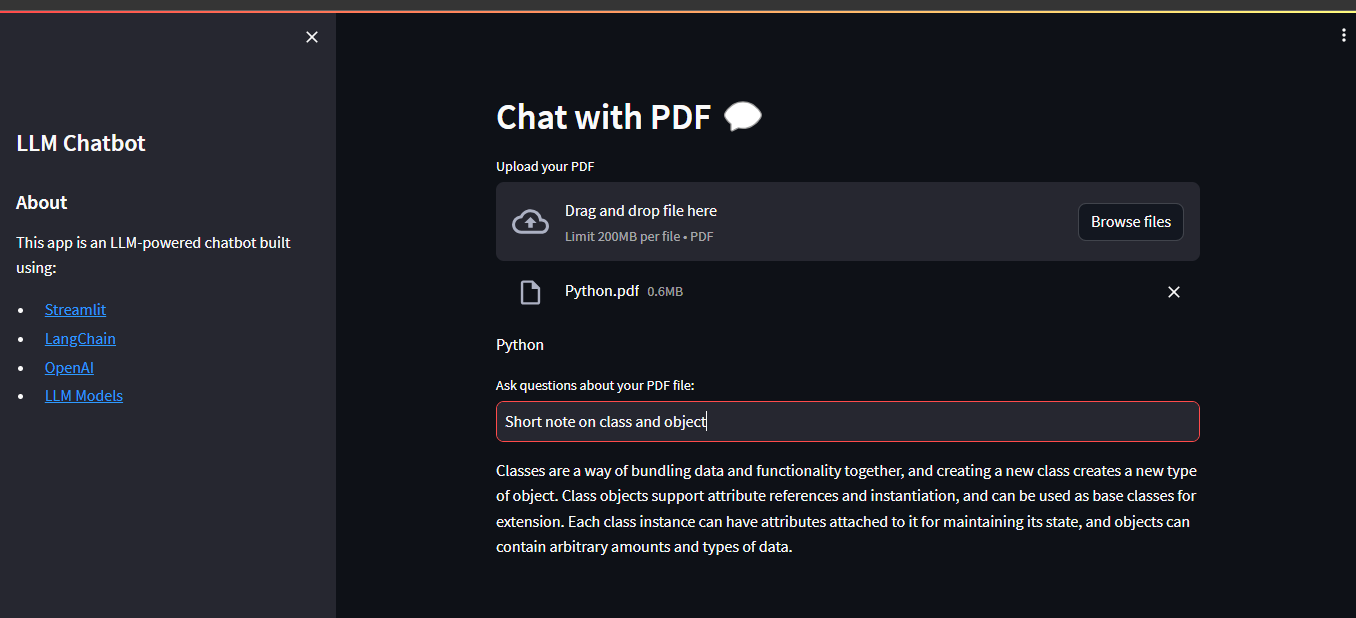 LLM Chatbot
About
This app is an LLM-powered chatbot built
using:
Streamlit
LangChain
OpenAI
LLM Models
Chat with PDF
Upload your PDF
Drag and drop file here
Limit 200MB per file • PDF
Browse files
Python.pdf 0.6MB
Python
Ask questions about your PDF file:
Short note on class and object
Classes are a way of bundling data and functionality together, and creating a new class creates a new type
of object. Class objects support attribute references and instantiation, and can be used as base classes for
extension. Each class instance can have attributes attached to it for maintaining its state, and objects can
contain arbitrary amounts and types of data.